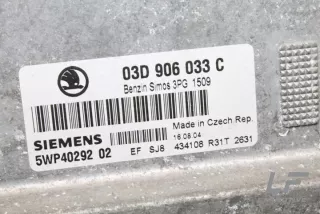 03D 906 033 C
Benzin Simos 3PG 1509
Made in Czech.Rep.
SIEMENS
16.08.04
5WP40292 02
EF SJ8 434108 R31T 2631
LF